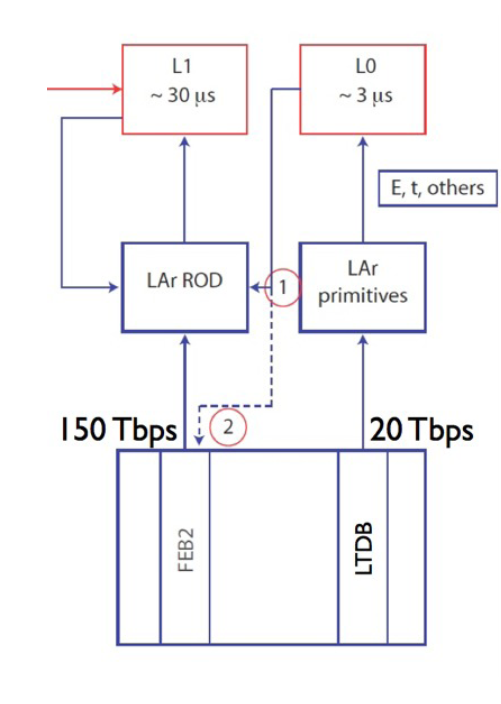 L1
~ 30 μs
L0
~ 3 μs
E, t, others
LAr ROD
1
LAr
primitives
150 Tbps
2
20 Tbps
FEB2
LTDB